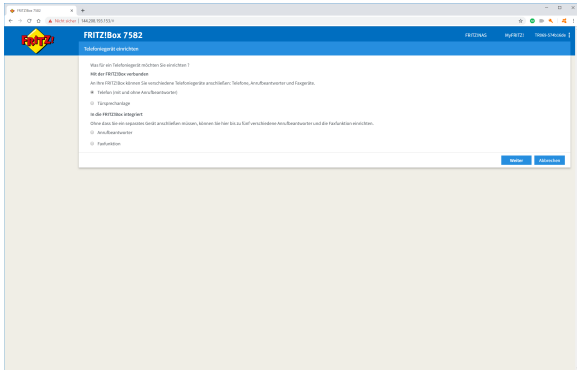 FRITZ!Box 7582
Nicht sicher
FRITZ!
FRITZ!Box 7582
FRITZ!NAS
MyFRITZ!
Telefoniegerät einrichten
Was für ein Telefoniegerät möchten Sie einrichten ?
Mit der FRITZ!Box verbunden
An Ihre FRITZ!Box können Sie verschiedene Telefoniegeräte anschließen: Telefone, Anrufbeantworter und Faxgeräte.
Telefon (mit und ohne Anrufbeantworter)
Türsprechanlage
In die FRITZ!Box integriert
Ohne dass Sie ein separates Gerät anschließen müssen, können Sie hier bis zu fünf verschiedene Anrufbeantworter und die Faxfunktion einrichten.
Anrufbeantworter
Faxfunktion
Weiter
Abbrechen